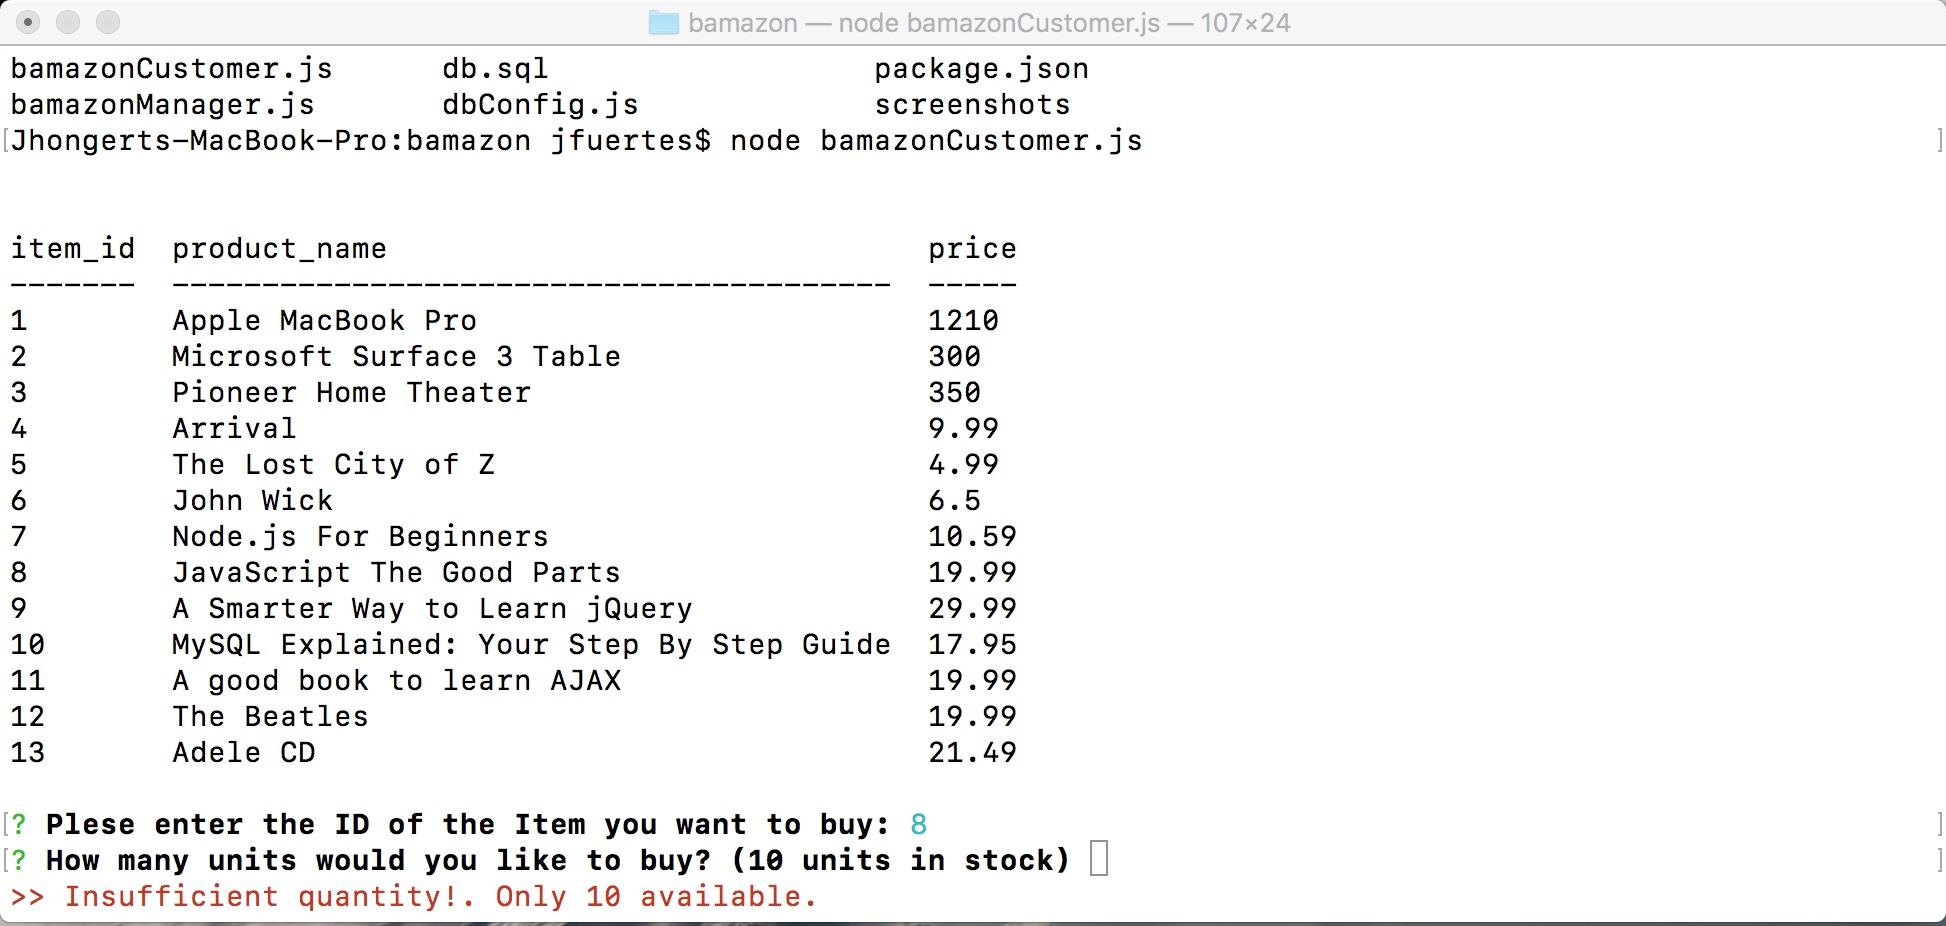 bamazon — node bamazonCustomer.js — 107×24
bamazonCustomer.js      db.sql                  package.json
bamazonManager.js       dbConfig.js             screenshots
[Jhongerts-MacBook-Pro:bamazon jfuertes$ node bamazonCustomer.js ]
item_id  product_name                              price
-------  ----------------------------------------  -----
1        Apple MacBook Pro                         1210
2        Microsoft Surface 3 Table                 300
3        Pioneer Home Theater                      350
4        Arrival                                   9.99
5        The Lost City of Z                        4.99
6        John Wick                                 6.5
7        Node.js For Beginners                     10.59
8        JavaScript The Good Parts                 19.99
9        A Smarter Way to Learn jQuery             29.99
10       MySQL Explained: Your Step By Step Guide  17.95
11       A good book to learn AJAX                 19.99
12       The Beatles                               19.99
13       Adele CD                                  21.49
[? Plese enter the ID of the Item you want to buy: 8 ]
[? How many units would you like to buy? (10 units in stock) ]
>> Insufficient quantity!. Only 10 available.